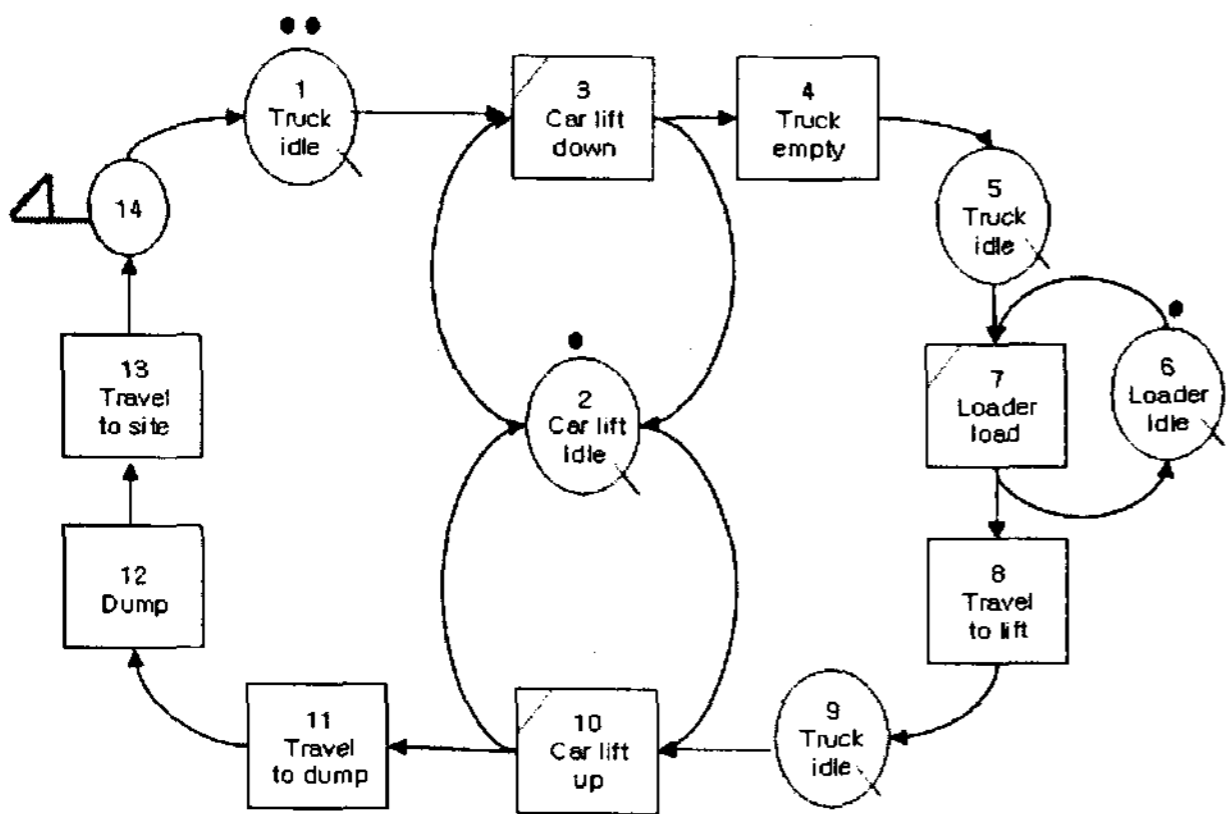 1
Truck
idle
3
Car lift
down
4
Truck
empty
5
Truck
idle
14
6
Loader
Idle
7
Loader
load
13
Travel
to site
2
Car lift
Idle
8
Travel
to lift
12
Dump
9
Truck
idle
10
Car lift
up
11
Travel
to dump